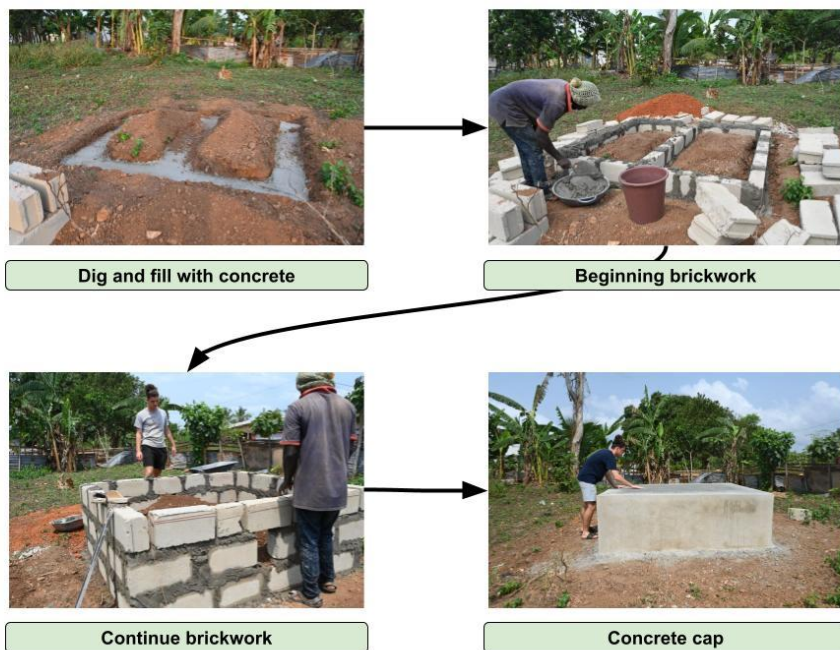 Dig and fill with concrete
Beginning brickwork
Continue brickwork
Concrete cap